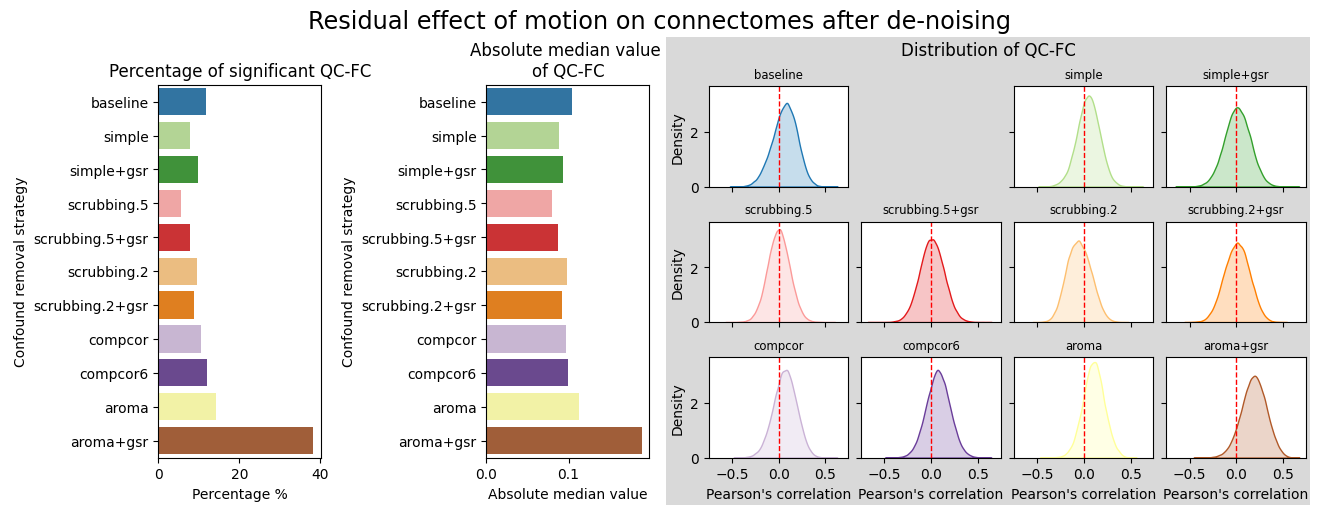 Residual effect of motion on connectomes after de-noising
Percentage of significant QC-FC
Confound removal strategy
baseline
simple
simple+gsr
scrubbing.5
scrubbing.5+gsr
scrubbing.2
scrubbing.2+gsr
compcor
compcor6
aroma
aroma+gsr
0 20 40
Percentage %
Absolute median value
of QC-FC
Confound removal strategy
baseline
simple
simple+gsr
scrubbing.5
scrubbing.5+gsr
scrubbing.2
scrubbing.2+gsr
compcor
compcor6
aroma
aroma+gsr
0.0 0.1
Absolute median value
Distribution of QC-FC
baseline simple simple+gsr
Density
2
0
scrubbing.5 scrubbing.5+gsr scrubbing.2 scrubbing.2+gsr
Density
2
0
compcor compcor6 aroma aroma+gsr
Density
2
0
−0.5 0.0 0.5 −0.5 0.0 0.5 −0.5 0.0 0.5 −0.5 0.0 0.5
Pearson's correlation Pearson's correlation Pearson's correlation Pearson's correlation